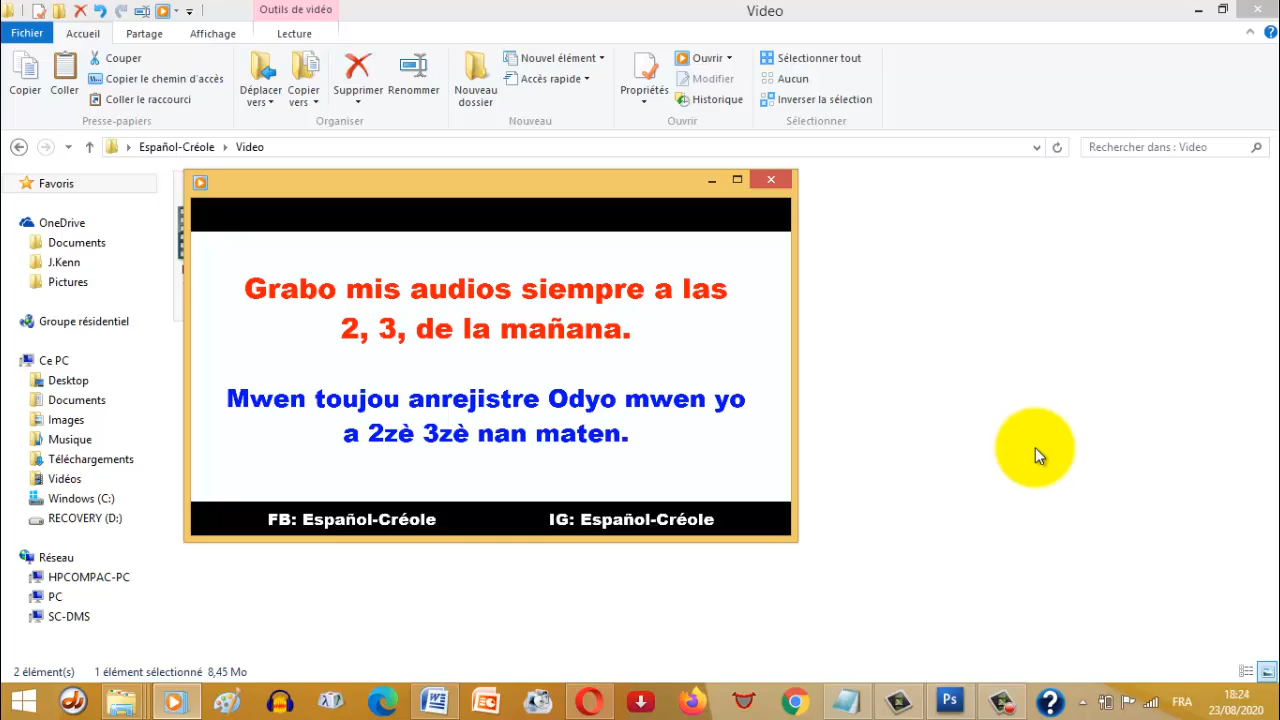 Outils de vidéo
Video
Fichier
Accueil
Partage
Affichage
Lecture
Copier
Coller
Couper
Copier le chemin d'accès
Coller le raccourci
Presse-papiers
Déplacer vers
Copier vers
Supprimer
Renommer
Organiser
Nouveau dossier
Nouvel élément
Accès rapide
Nouveau
Propriétés
Ouvrir
Modifier
Historique
Ouvrir
Sélectionner tout
Aucun
Inverser la sélection
Sélectionner
Español-Créole
Video
Rechercher dans : Video
Favoris
OneDrive
Documents
J.Kenn
Pictures
Groupe résidentiel
Ce PC
Desktop
Documents
Images
Musique
Téléchargements
Vidéos
Windows (C:)
RECOVERY (D:)
Réseau
HPCOMPAC-PC
PC
SC-DMS
Grabo mis audios siempre a las
2, 3, de la mañana.
Mwen toujou anrejistre Odyo mwen yo
a 2zè 3zè nan maten.
FB: Español-Créole
IG: Español-Créole
2 élément(s)
1 élément sélectionné 8,45 Mo
Ps
FRA
18:24
23/08/2020